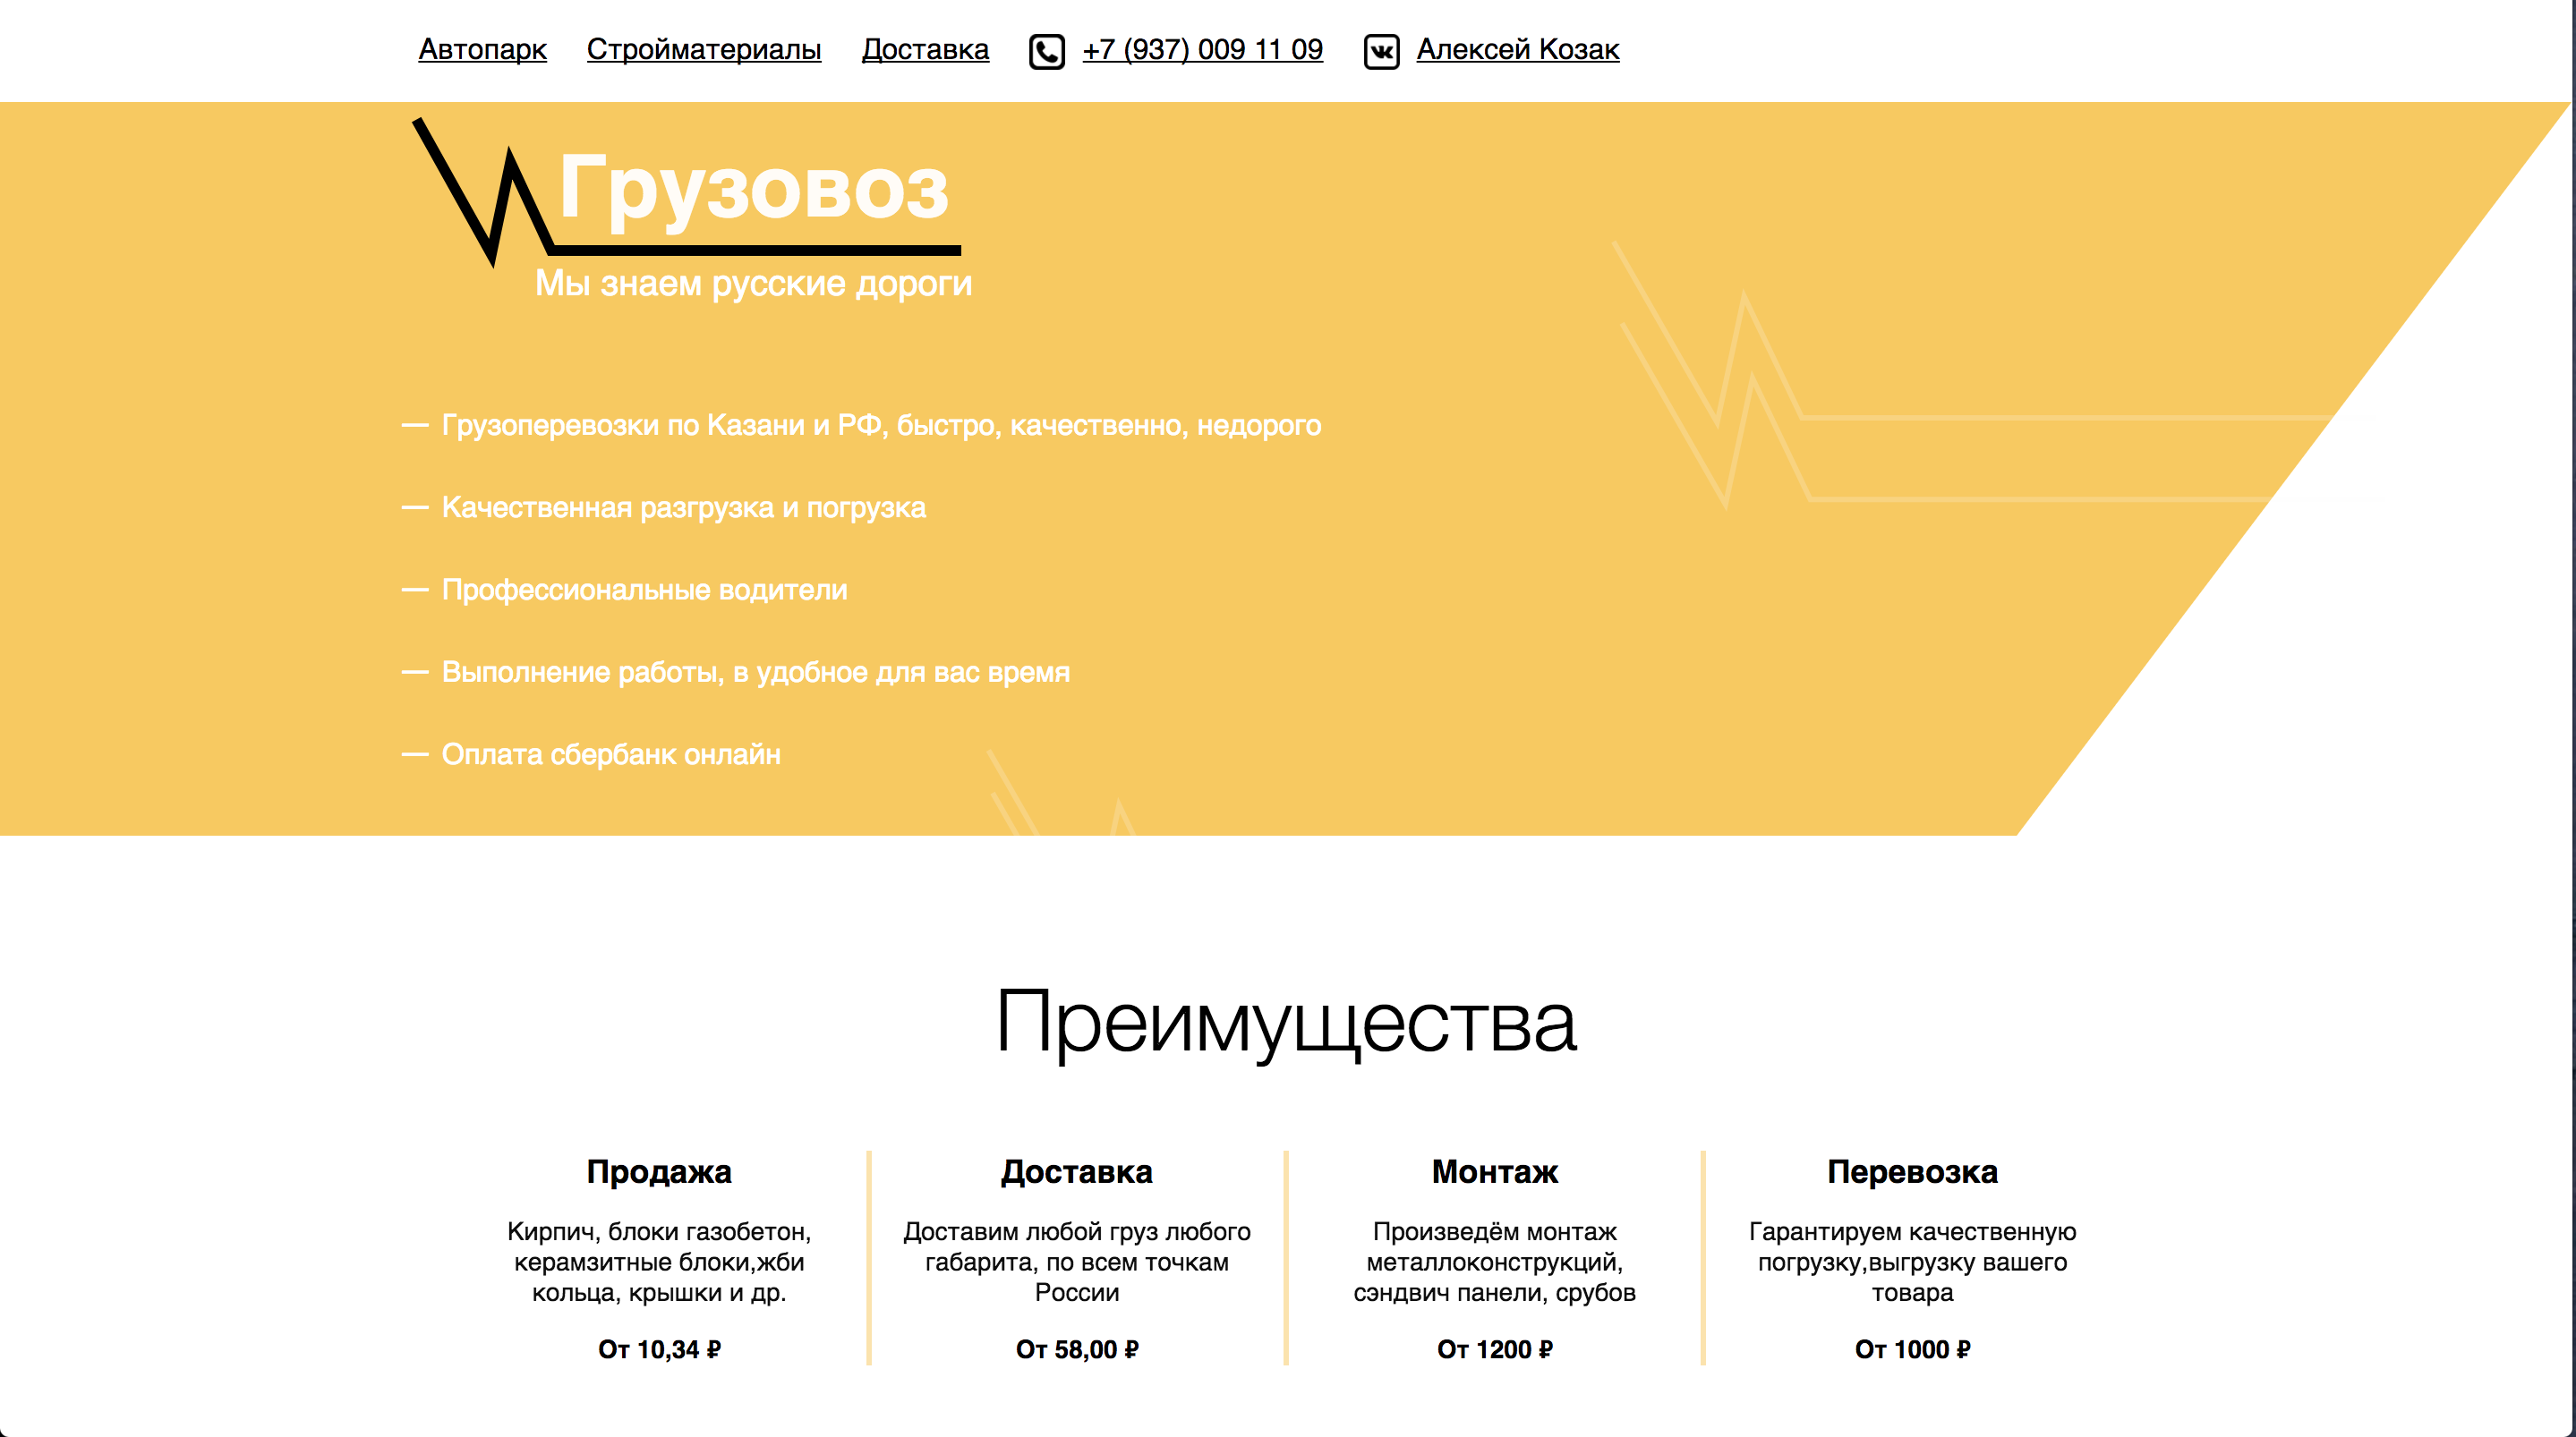 Автопарк Стройматериалы Доставка +7 (937) 009 11 09 Алексей Козак
Грузовоз
Мы знаем русские дороги
— Грузоперевозки по Казани и РФ, быстро, качественно, недорого
— Качественная разгрузка и погрузка
— Профессиональные водители
— Выполнение работы, в удобное для вас время
— Оплата сбербанк онлайн
Преимущества
Продажа
Кирпич, блоки газобетон,
керамзитные блоки,жби
кольца, крышки и др.
От 10,34 ₽
Доставка
Доставим любой груз любого
габарита, по всем точкам
России
От 58,00 ₽
Монтаж
Произведём монтаж
металлоконструкций,
сэндвич панели, срубов
От 1200 ₽
Перевозка
Гарантируем качественную
погрузку,выгрузку вашего
товара
От 1000 ₽